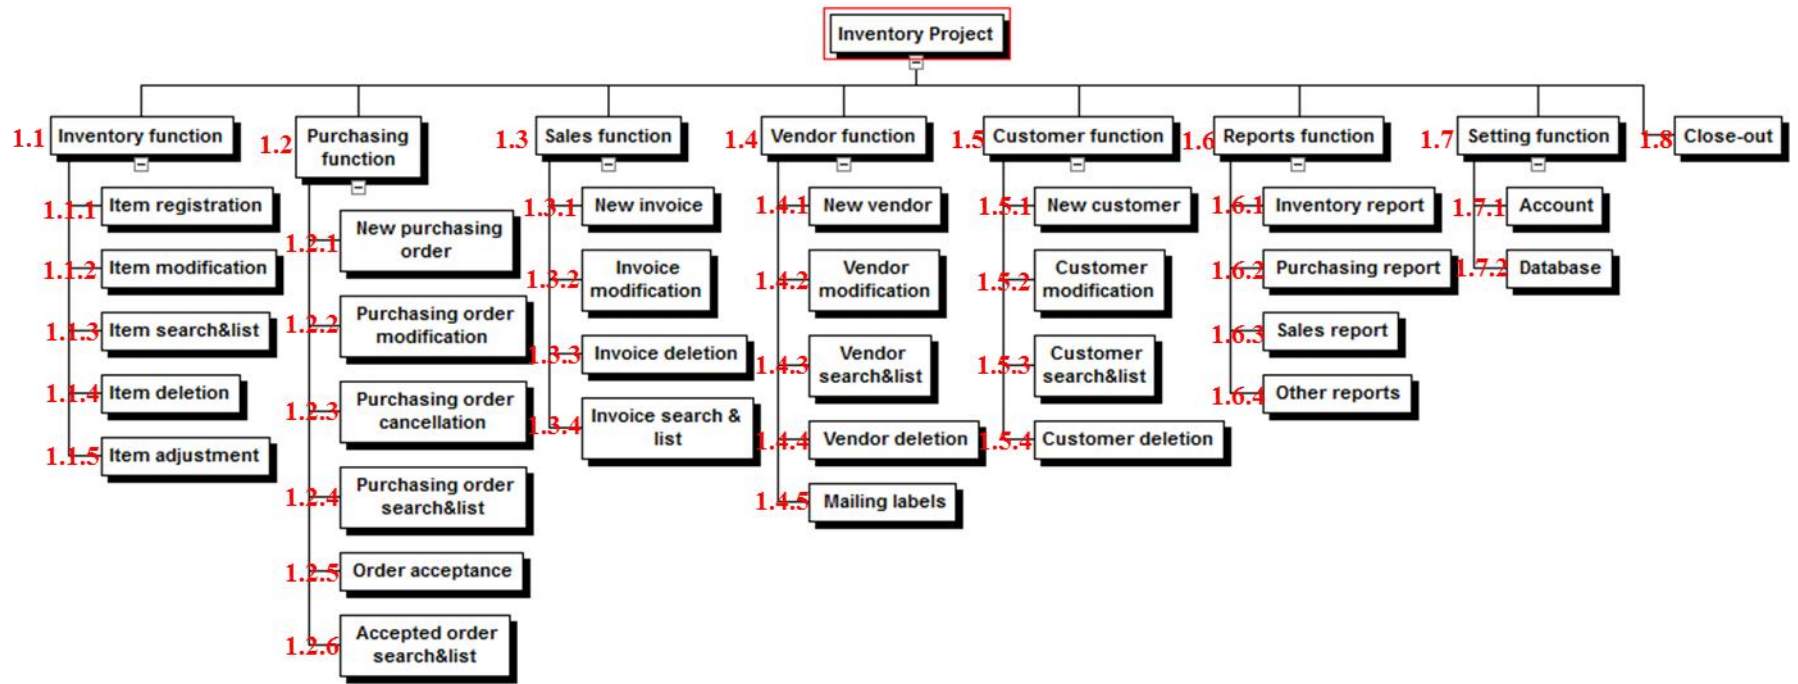 Inventory Project
1.1 Inventory function
1.1.1 Item registration
1.1.2 Item modification
1.1.3 Item search&list
1.1.4 Item deletion
1.1.5 Item adjustment
1.2 Purchasing
function
1.2.1 New purchasing
order
1.2.2 Purchasing order
modification
1.2.3 Purchasing order
cancellation
1.2.4 Purchasing order
search&list
1.2.5 Order acceptance
1.2.6 Accepted order
search&list
1.3 Sales function
1.3.1 New invoice
1.3.2 Invoice
modification
1.3.3 Invoice deletion
1.3.4 Invoice search &
list
1.4 Vendor function
1.4.1 New vendor
1.4.2 Vendor
modification
1.4.3 Vendor
search&list
1.4.4 Vendor deletion
1.4.5 Mailing labels
1.5 Customer function
1.5.1 New customer
1.5.2 Customer
modification
1.5.3 Customer
search&list
1.5.4 Customer deletion
1.6 Reports function
1.6.1 Inventory report
1.6.2 Purchasing report
1.6.3 Sales report
1.6.4 Other reports
1.7 Setting function
1.7.1 Account
1.7.2 Database
1.8 Close-out